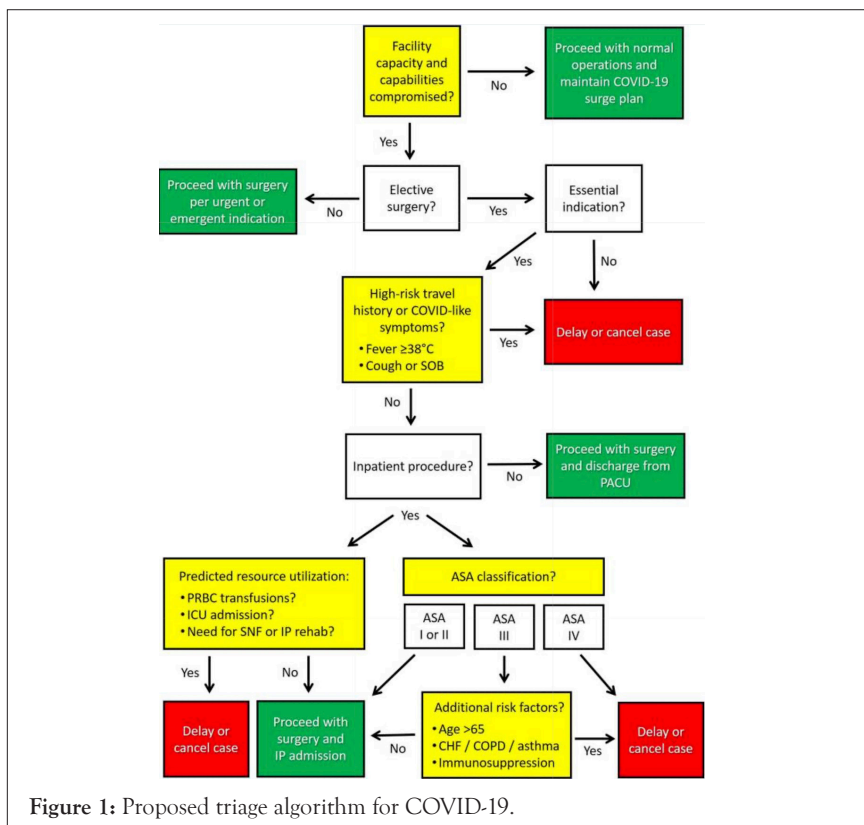 Facility
capacity and
capabilities
compromised?
No
Proceed with normal
operations and
maintain COVID-19
surge plan
Yes
Proceed with surgery
per urgent or
emergent indication
No
Elective
surgery?
Yes
Essential
indication?
Yes
No
High-risk travel
history or COVID-like
symptoms?
• Fever ≥38°C
• Cough or SOB
Yes
Delay or cancel case
No
Inpatient procedure?
No
Proceed with surgery
and discharge from
PACU
Yes
Predicted resource utilization:
• PRBC transfusions?
• ICU admission?
• Need for SNF or IP rehab?
ASA classification?
ASA
I or II
ASA
III
ASA
IV
Yes
No
Delay or
cancel case
Proceed with
surgery and
IP admission
No
Additional risk factors?
• Age >65
• CHF / COPD / asthma
• Immunosuppression
Yes
Delay or
cancel case
Figure 1: Proposed triage algorithm for COVID-19.